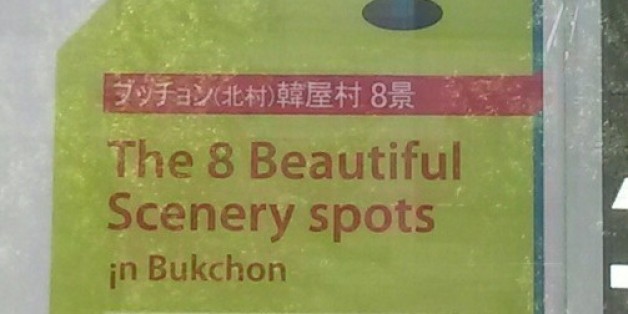 ブッチョン(北村)韓屋村 8景
The 8 Beautiful
Scenery spots
in Bukchon